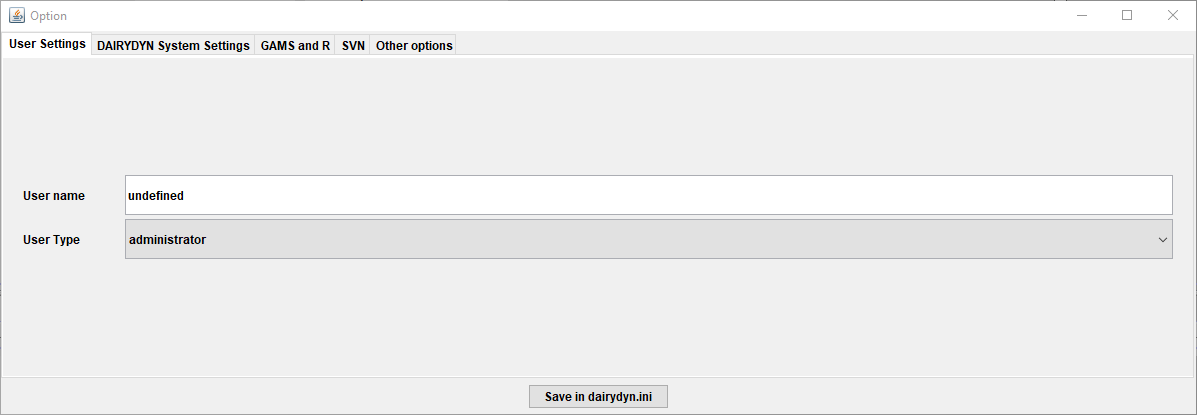 Option
User Settings DAIRYDYN System Settings GAMS and R SVN Other options
User name undefined
User Type administrator
Save in dairydyn.ini